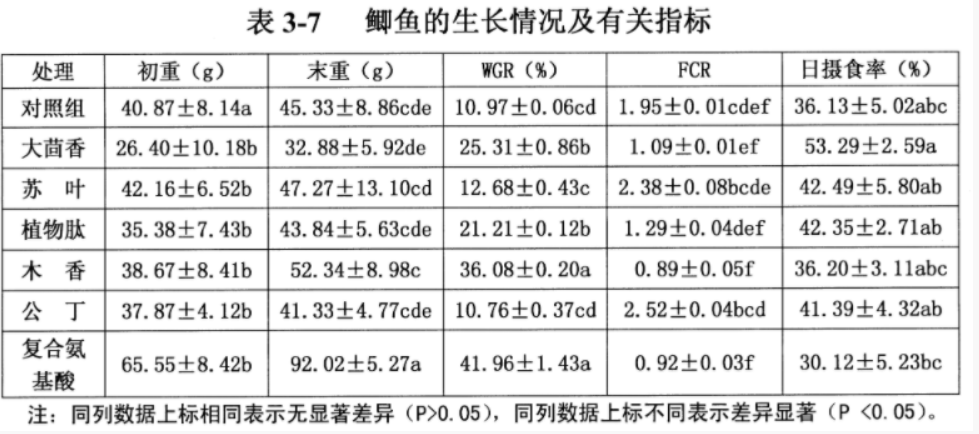 表 3-7 鲫鱼的生长情况及有关指标
处理 初重（g） 末重（g） WGR（%） FCR 日摄食率（%）
对照组 40.87±8.14a 45.33±8.86cde 10.97±0.06cd 1.95±0.01cdef 36.13±5.02abc
大茴香 26.40±10.18b 32.88±5.92de 25.31±0.86b 1.09±0.01ef 53.29±2.59a
苏 叶 42.16±6.52b 47.27±13.10cd 12.68±0.43c 2.38±0.08bcde 42.49±5.80ab
植物肽 35.38±7.43b 43.84±5.63cde 21.21±0.12b 1.29±0.04def 42.35±2.71ab
木 香 38.67±8.41b 52.34±8.98c 36.08±0.20a 0.89±0.05f 36.20±3.11abc
公 丁 37.87±4.12b 41.33±4.77cde 10.76±0.37cd 2.52±0.04bcd 41.39±4.32ab
复合氨
基酸 65.55±8.42b 92.02±5.27a 41.96±1.43a 0.92±0.03f 30.12±5.23bc
注：同列数据上标相同表示无显著差异（P>0.05），同列数据上标不同表示差异显著（P <0.05）。